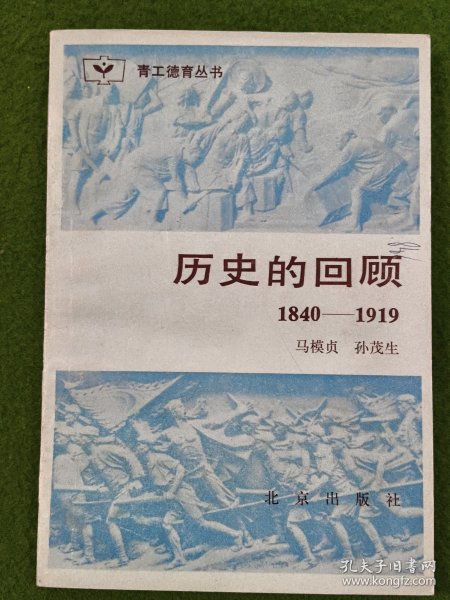 青工德育丛书
历史的回顾
1840——1919
马模贞 孙茂生
北京出版社
孔夫子旧书网
www.kongfz.com